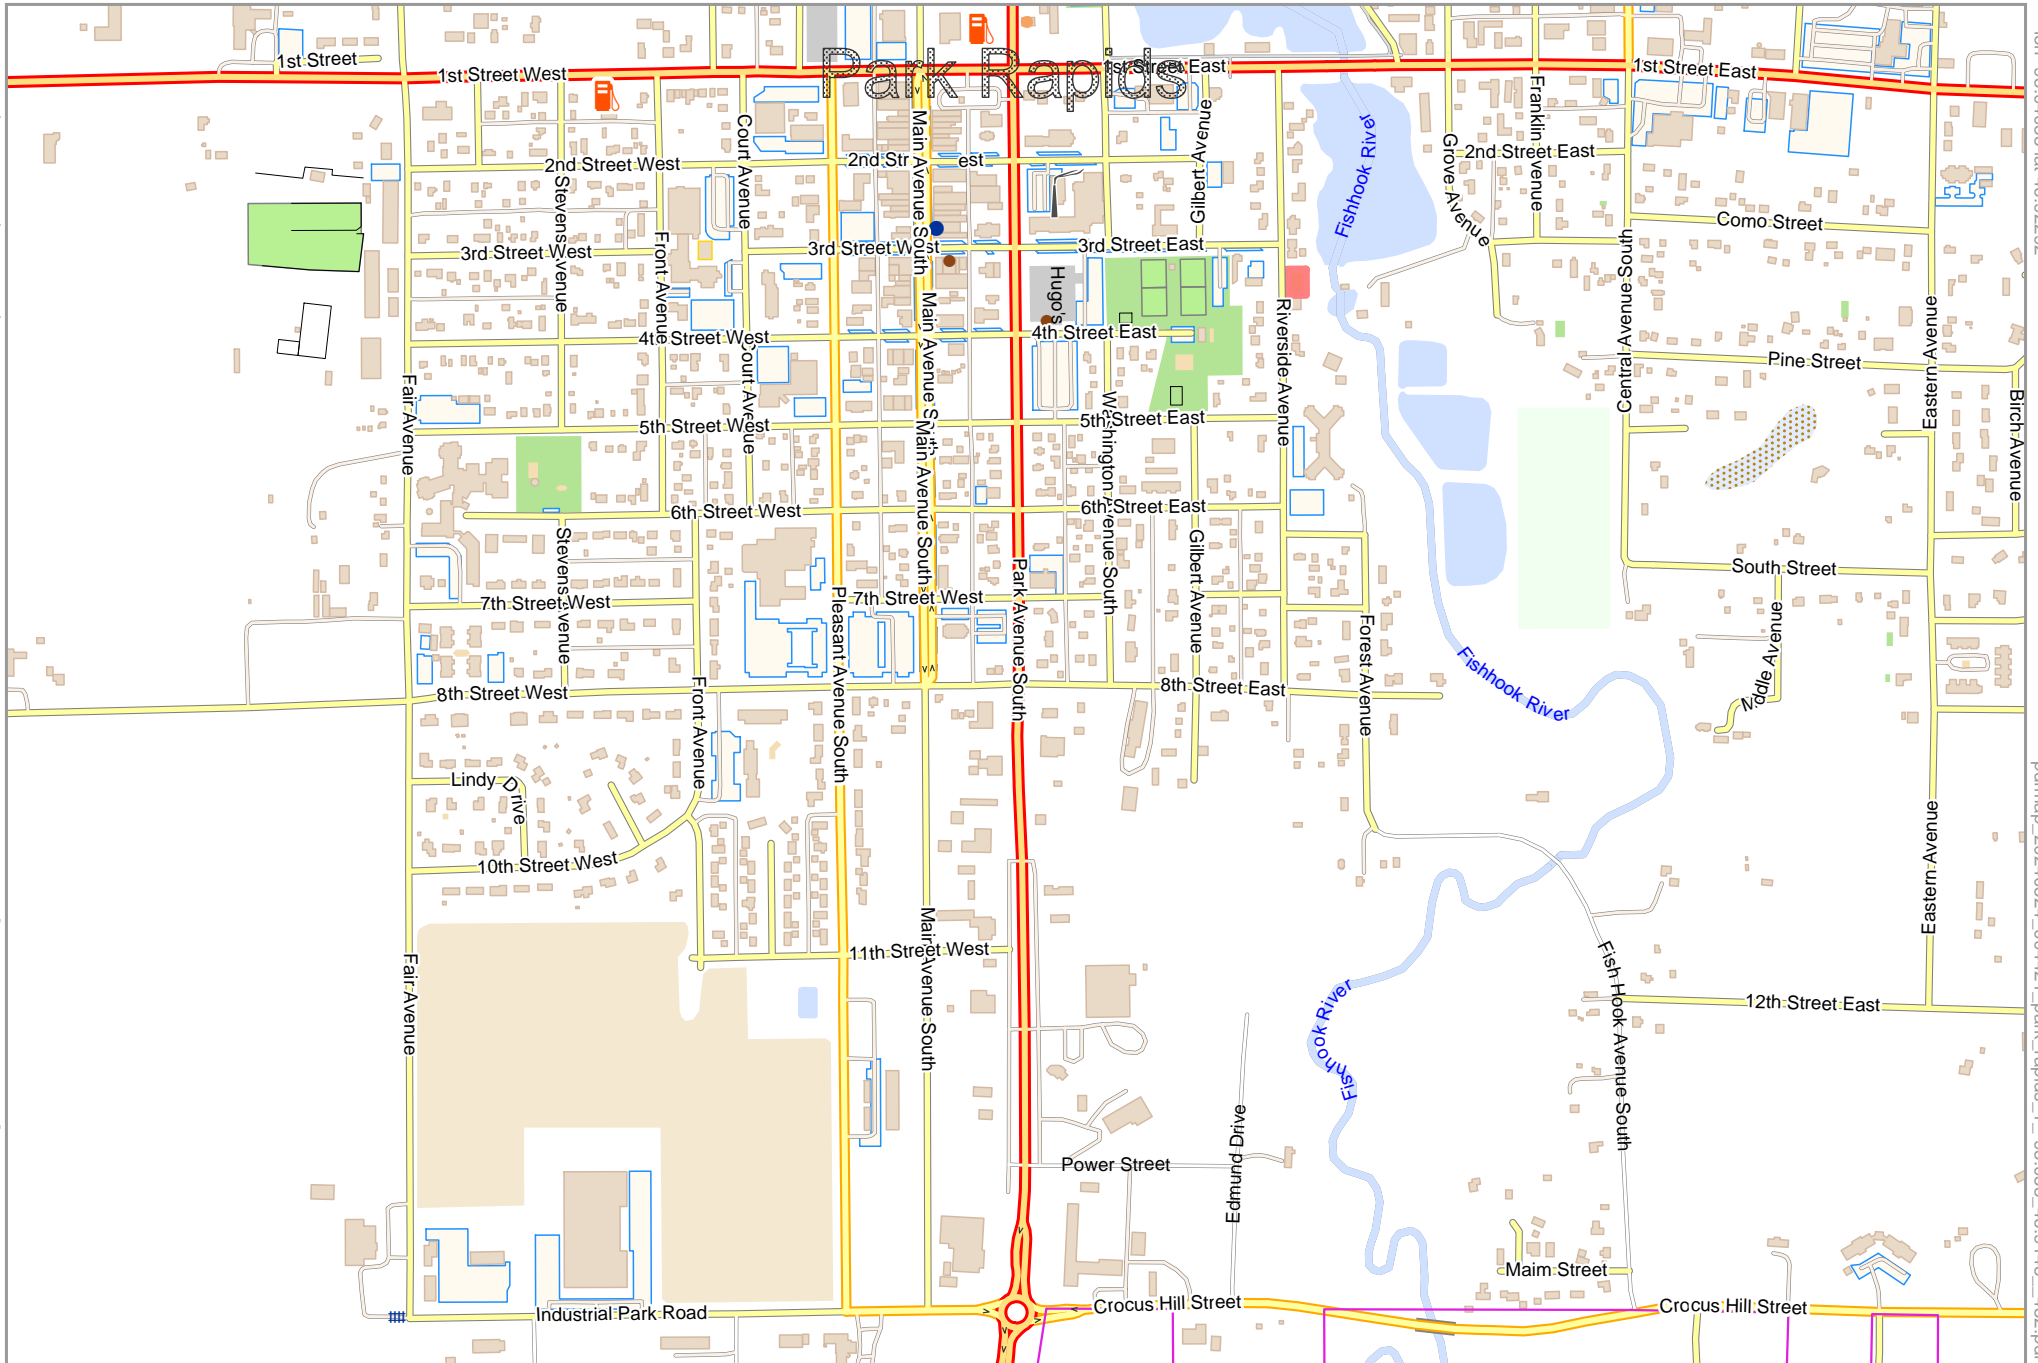 1st Street
1st Street West
Park Rapids
1st Street East
1st Street East
Court Avenue
Main Avenue South
Gilbert Avenue
Fishhook River
Grove Avenue
Franklin Avenue
2nd Street West
2nd Str
est
2nd Street East
Stevens Avenue
Front Avenue
3rd Street West
3rd Street West
3rd Street East
Como Street
Central Avenue South
Hugo's
Main Avenue South
Riverside Avenue
Eastern Avenue
4th Street West
4th Street East
Court Avenue
Pine Street
Fair Avenue
Birch Avenue
Washington Avenue South
5th Street West
5th Street East
Main Avenue South
6th Street West
6th Street East
Stevens Avenue
Gilbert Avenue
Park Avenue South
South Street
7th Street West
7th Street West
Pleasant Avenue South
Forest Avenue
Middle Avenue
Fishhook River
8th Street West
8th Street East
Front Avenue
Lindy Drive
Eastern Avenue
10th Street West
11th Street West
Main Avenue South
Fair Avenue
Fish Hook Avenue South
12th Street East
Fishhook River
Fishhook River
Power Street
Edmund Drive
Maim Street
Industrial Park Road
Crocus Hill Street
Crocus Hill Street